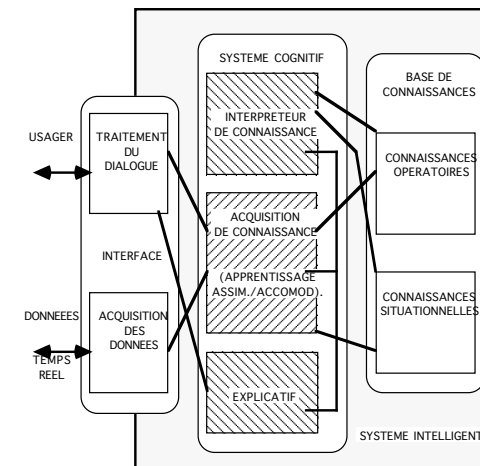 SYSTEME COGNITIF
BASE DE
CONNAISSANCES
USAGER
TRAITEMENT
DU
DIALOGUE
INTERPRETEUR
DE CONNAISSANCE
CONNAISSANCES
OPERATOIRES
ACQUISITION
DE CONNAISSANCE
INTERFACE
(APPRENTISSAGE
ASSIM./ACCOMOD).
DONNEEES
TEMPS
REEL
ACQUISITION
DES
DONNEES
CONNAISSANCES
SITUATIONNELLES
EXPLICATIF
SYSTEME INTELLIGENT